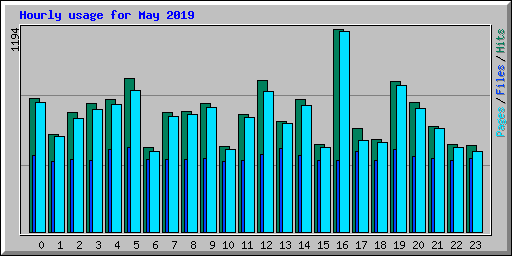 Hourly usage for May 2019
1194
Pages/Files/Hits
0 1 2 3 4 5 6 7 8 9 10 11 12 13 14 15 16 17 18 19 20 21 22 23